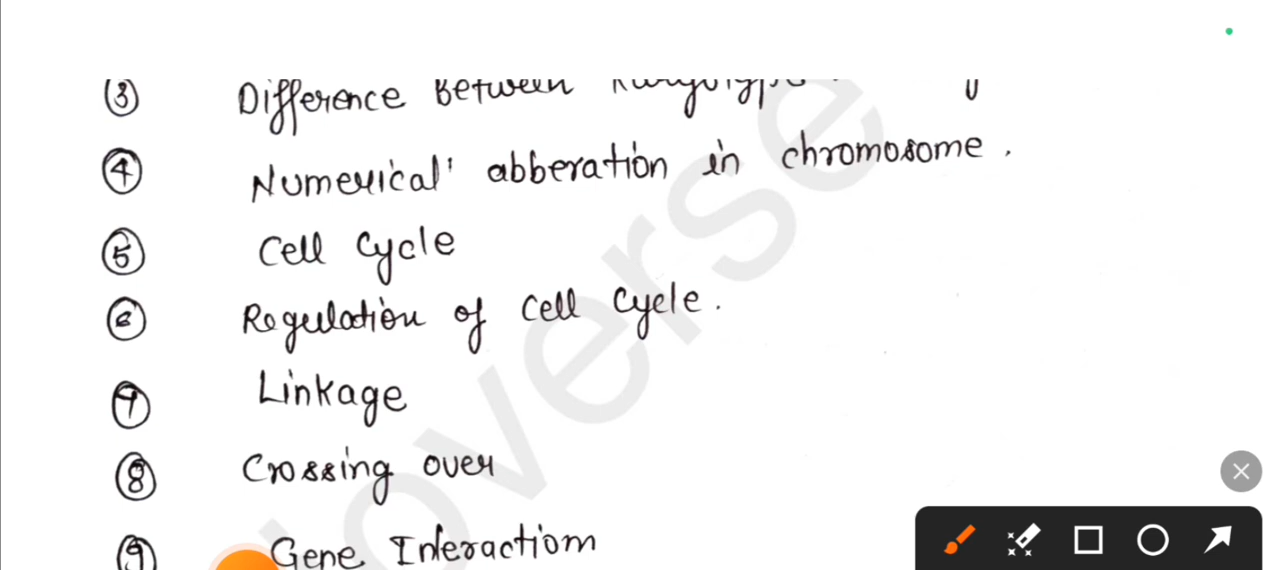 ③ Difference Between
④ Numerical abberation in chromosome.
⑤ Cell Cycle
⑥ Regulation of Cell Cycle.
⑦ Linkage
⑧ Crossing over
⑨ Gene Interaction
overse